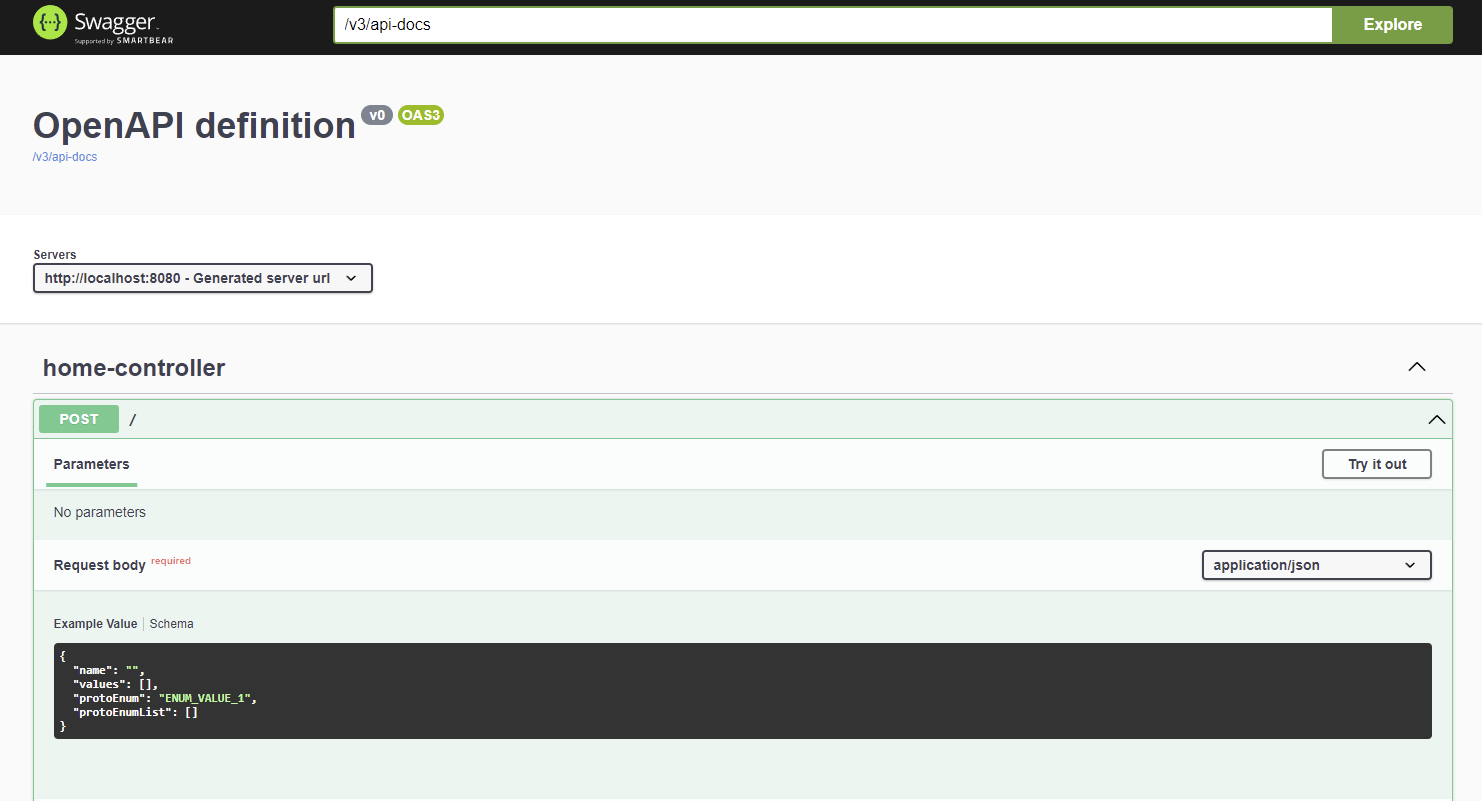 Swagger.
Supported by SMARTBEAR
/v3/api-docs
Explore
OpenAPI definition v0 OAS3
/v3/api-docs
Servers
http://localhost:8080 - Generated server url
home-controller
POST /
Parameters
Try it out
No parameters
Request body required
application/json
Example Value | Schema
{
  "name": "",
  "values": [],
  "protoEnum": "ENUM_VALUE_1",
  "protoEnumList": []
}